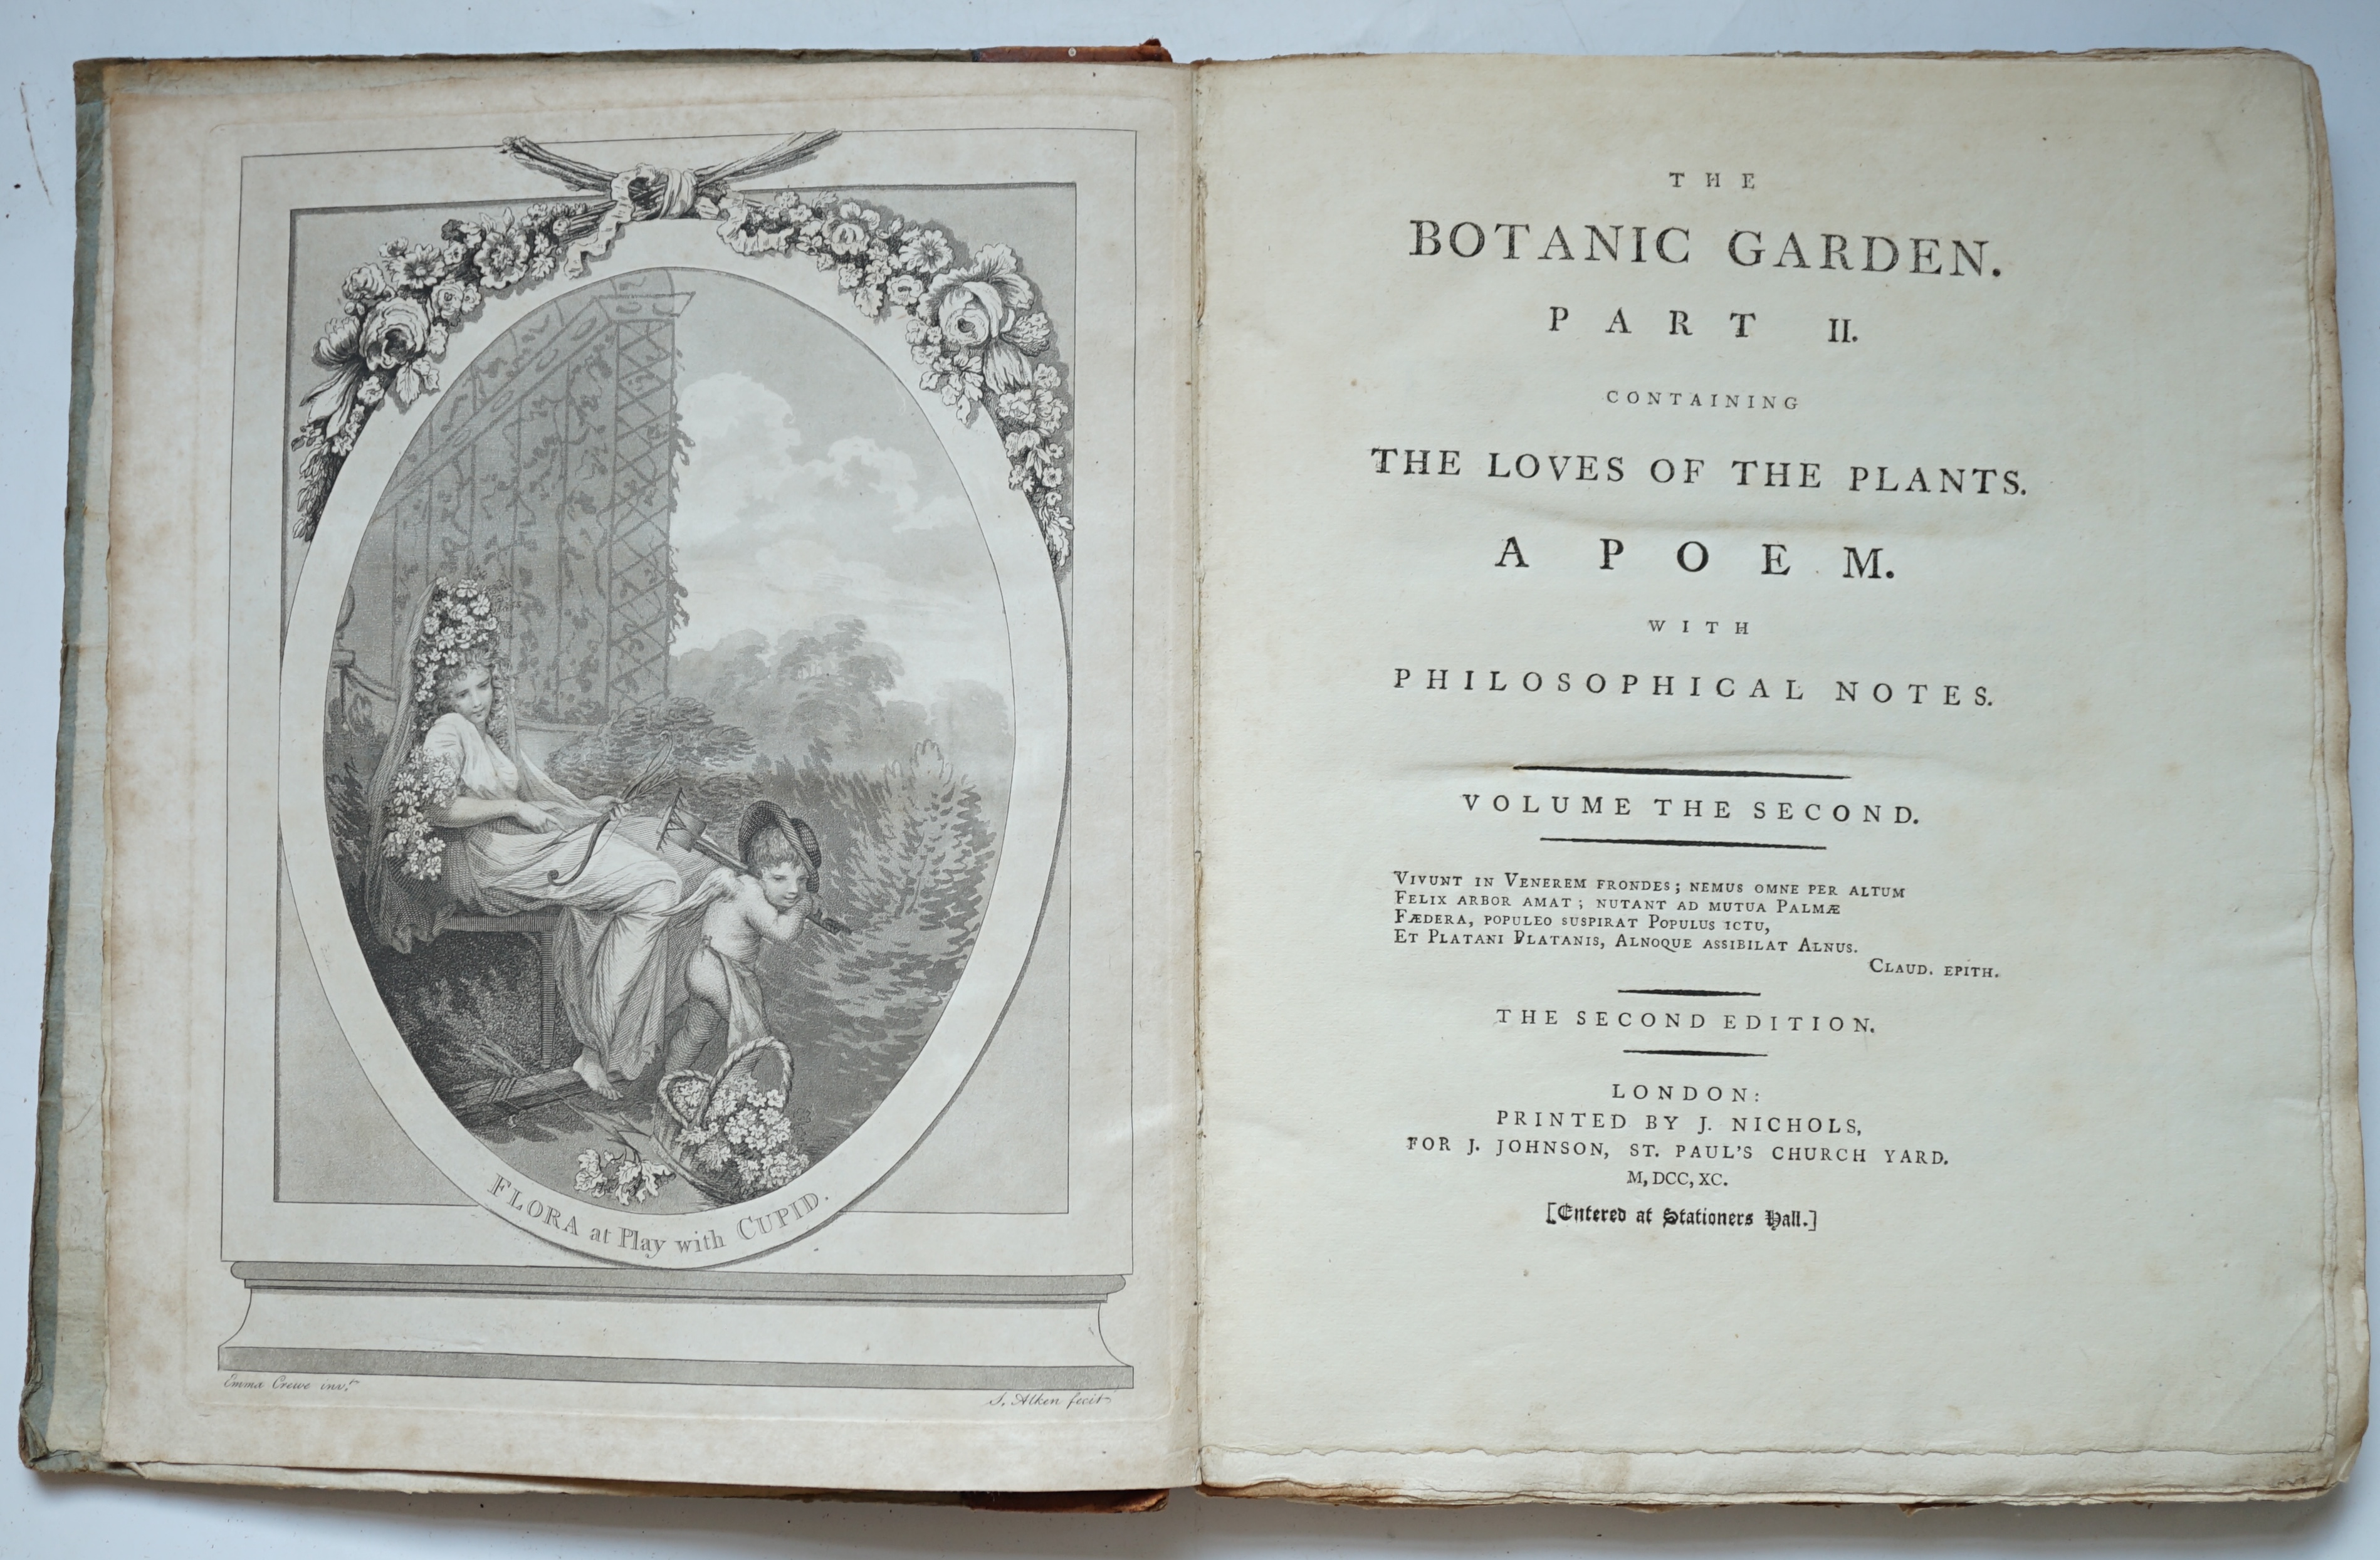 FLORA at Play with CUPID.
Emma Crewe inv.t
S. Alken fecit
THE
BOTANIC GARDEN.
PART II.
CONTAINING
THE LOVES OF THE PLANTS.
A POEM.
WITH
PHILOSOPHICAL NOTES.
VOLUME THE SECOND.
VIVUNT IN VENEREM FRONDES; NEMUS OMNE PER ALTUM
FELIX ARBOR AMAT; NUTANT AD MUTUA PALMÆ
FÆDERA, POPULEO SUSPIRAT POPULUS ICTU,
ET PLATANI PLATANIS, ALNOQUE ASSIBILAT ALNUS.
CLAUD. EPITH.
THE SECOND EDITION.
LONDON:
PRINTED BY J. NICHOLS,
FOR J. JOHNSON, ST. PAUL'S CHURCH YARD.
M,DCC,XC.
[Entered at Stationers Hall.]